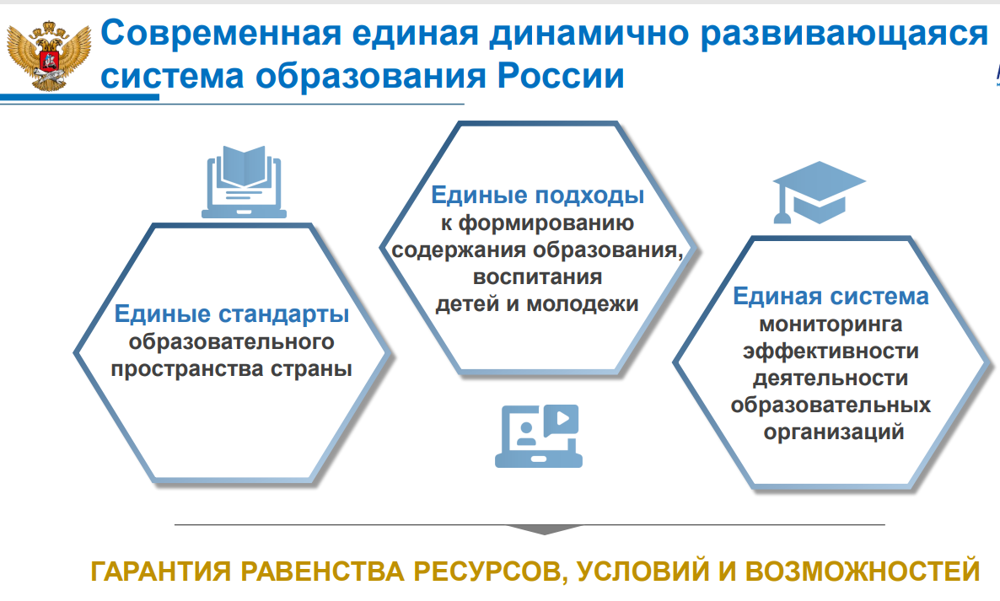 Современная единая динамично развивающаяся
система образования России
Единые стандарты
образовательного
пространства страны
Единые подходы
к формированию
содержания образования,
воспитания
детей и молодежи
Единая система
мониторинга
эффективности
деятельности
образовательных
организаций
ГАРАНТИЯ РАВЕНСТВА РЕСУРСОВ, УСЛОВИЙ И ВОЗМОЖНОСТЕЙ